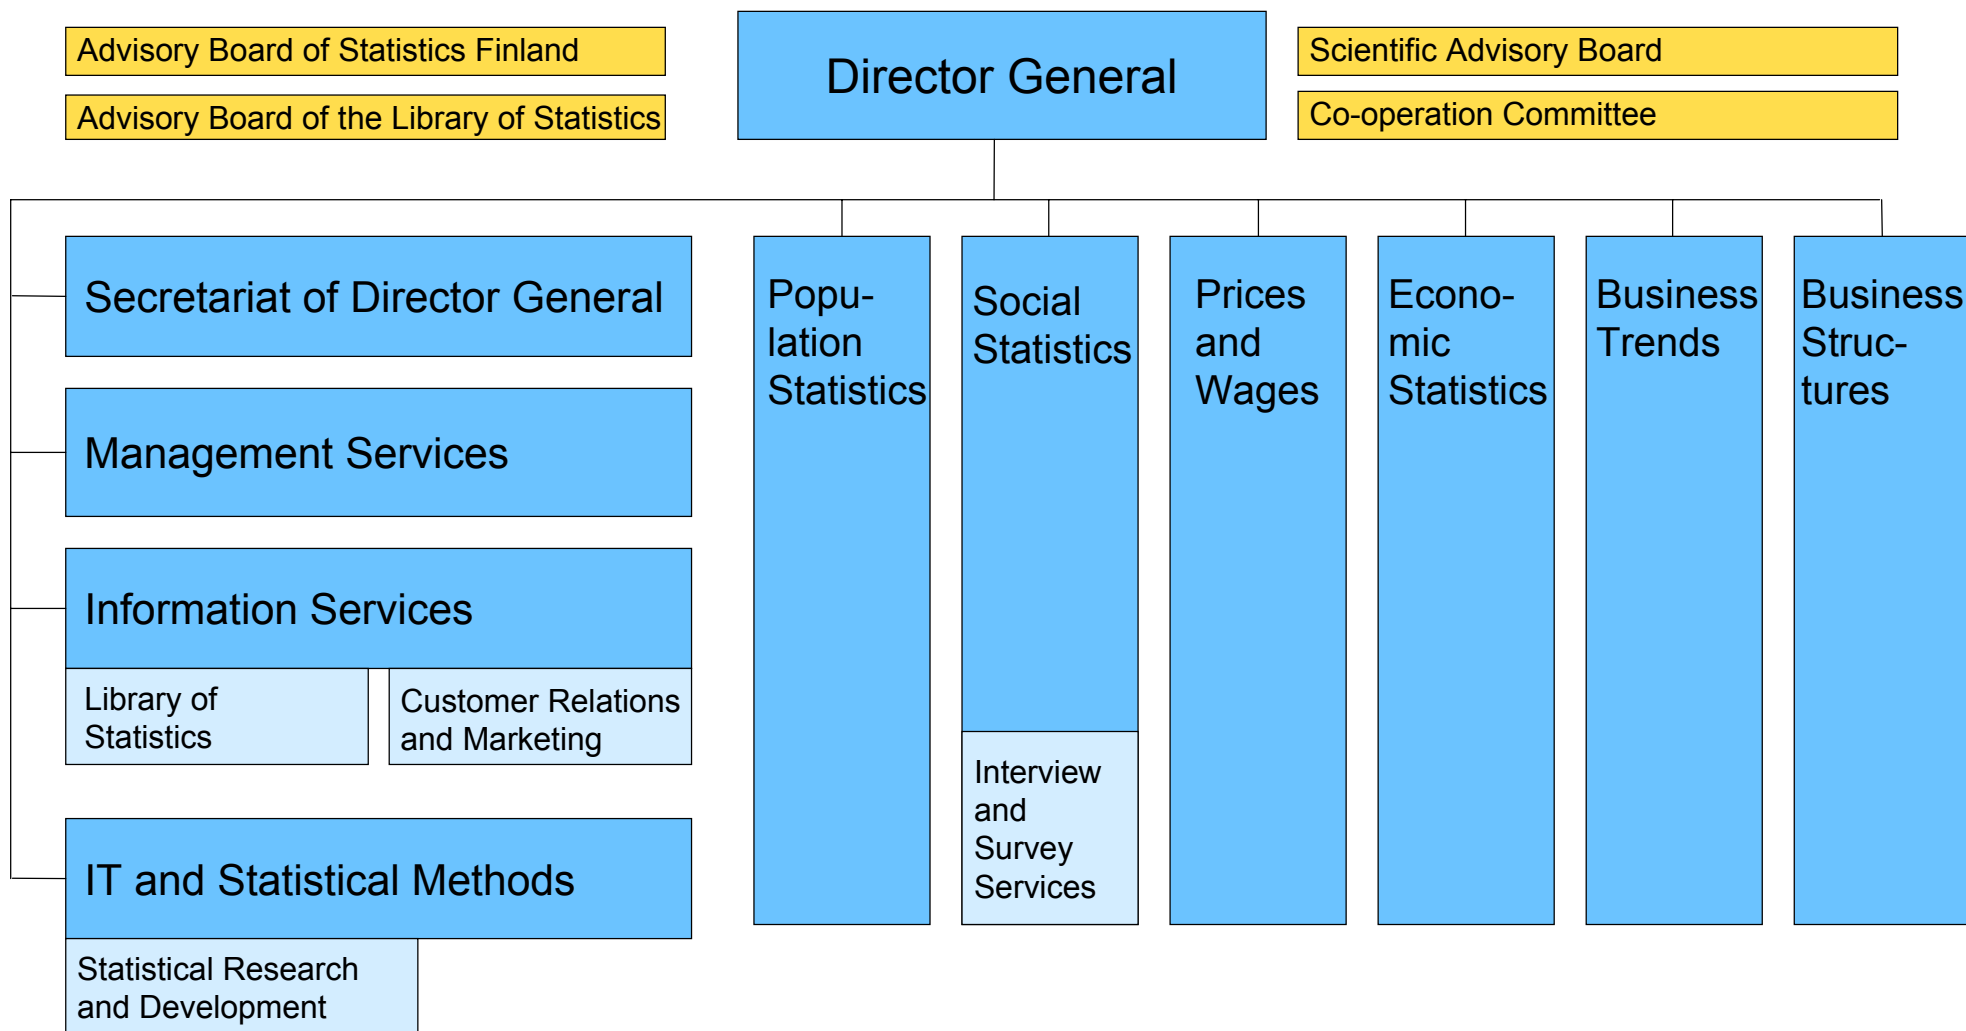 Advisory Board of Statistics Finland
Advisory Board of the Library of Statistics
Director General
Scientific Advisory Board
Co-operation Committee
Secretariat of Director General
Management Services
Information Services
Library of
Statistics
Customer Relations
and Marketing
IT and Statistical Methods
Statistical Research
and Development
Popu-
lation
Statistics
Social
Statistics
Interview
and
Survey
Services
Prices
and
Wages
Econo-
mic
Statistics
Business
Trends
Business
Struc-
tures